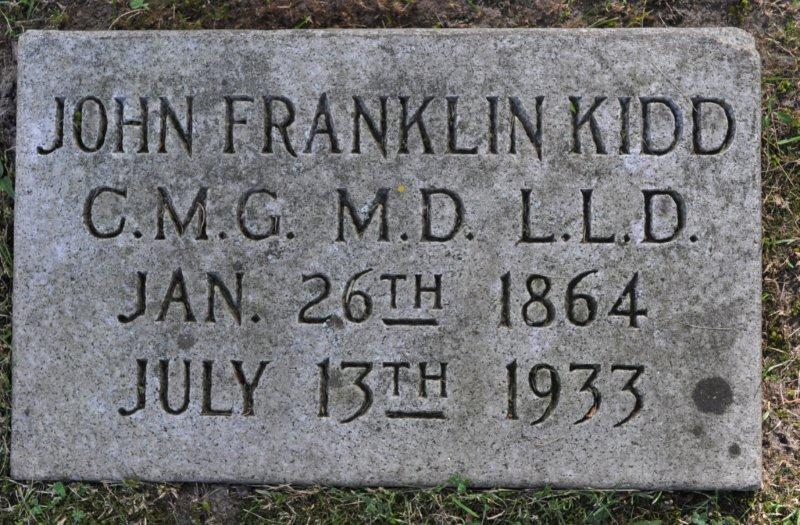 JOHN FRANKLIN KIDD
C.M.G. M.D. L.L.D.
JAN. 26TH 1864
JULY 13TH 1933